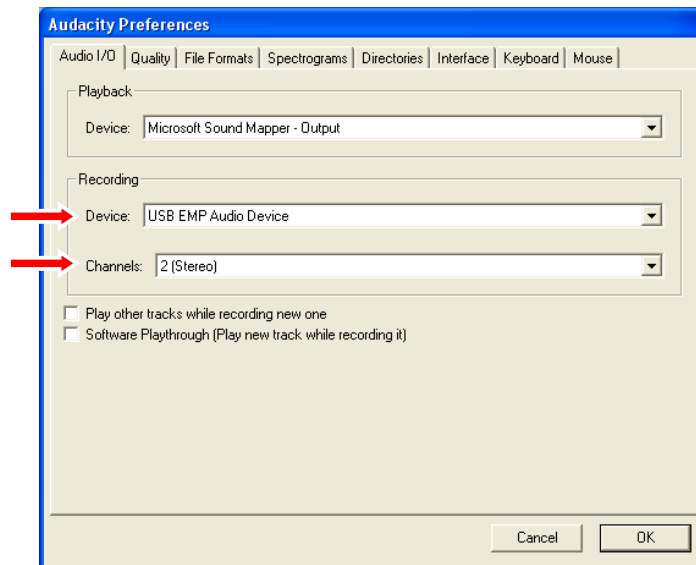 Audacity Preferences
Audio I/O Quality File Formats Spectrograms Directories Interface Keyboard Mouse
Playback
Device: Microsoft Sound Mapper - Output
Recording
Device: USB EMP Audio Device
Channels: 2 (Stereo)
Play other tracks while recording new one
Software Playthrough (Play new track while recording it)
Cancel OK